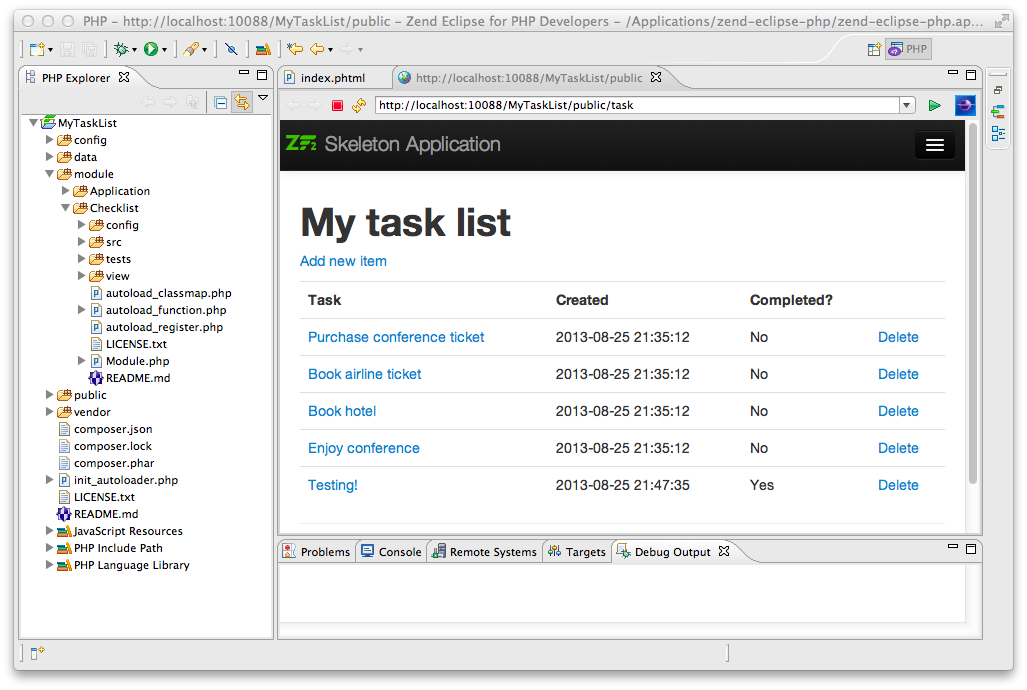 PHP – http://localhost:10088/MyTaskList/public – Zend Eclipse for PHP Developers – /Applications/zend-eclipse-php/zend-eclipse-php.ap...
PHP
PHP Explorer
MyTaskList
config
data
module
Application
Checklist
config
src
tests
view
autoload_classmap.php
autoload_function.php
autoload_register.php
LICENSE.txt
Module.php
README.md
public
vendor
composer.json
composer.lock
composer.phar
init_autoloader.php
LICENSE.txt
README.md
JavaScript Resources
PHP Include Path
PHP Language Library
index.phtml
http://localhost:10088/MyTaskList/public
http://localhost:10088/MyTaskList/public/task
ZF2 Skeleton Application
My task list
Add new item
Task Created Completed?
Purchase conference ticket 2013-08-25 21:35:12 No Delete
Book airline ticket 2013-08-25 21:35:12 No Delete
Book hotel 2013-08-25 21:35:12 No Delete
Enjoy conference 2013-08-25 21:35:12 No Delete
Testing! 2013-08-25 21:47:35 Yes Delete
Problems Console Remote Systems Targets Debug Output